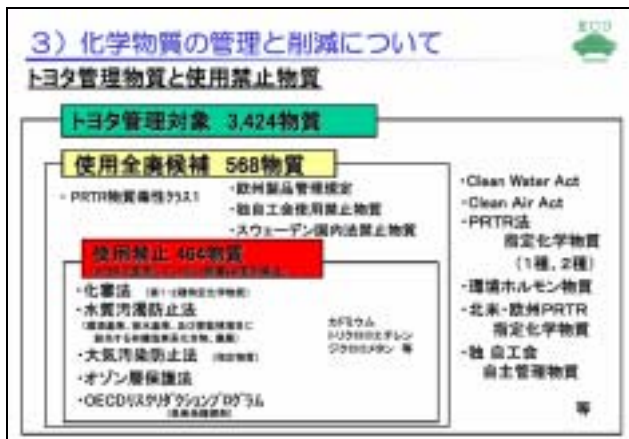 ECO
3）化学物質の管理と削減について
トヨタ管理物質と使用禁止物質
トヨタ管理対象 3,424物質
使用全廃候補 568物質
・PRTR物質毒性クラス1
・欧州製品管理規定
・独自工会使用禁止物質
・スウェーデン国内法禁止物質
使用禁止 464物質
・化審法
・水質汚濁防止法
・大気汚染防止法
・オゾン層保護法
・OECDリスクリダクションプログラム
カドミウム
トリクロロエチレン
ジクロロメタン 等
・Clean Water Act
・Clean Air Act
・PRTR法
指定化学物質
（1種，2種）
・環境ホルモン物質
・北米・欧州PRTR
指定化学物質
・独 自工会
自主管理物質
等